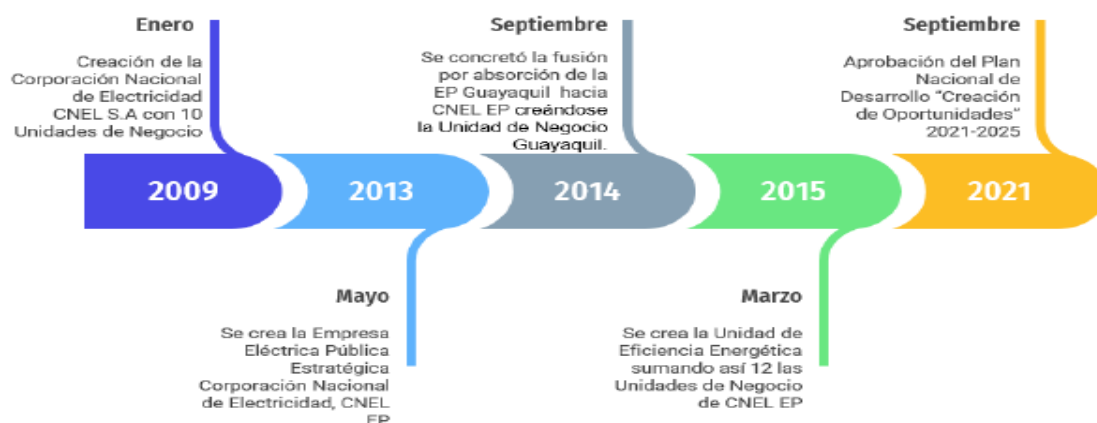 Enero
Creación de la
Corporación Nacional
de Electricidad
CNEL S.A con 10
Unidades de Negocio
Septiembre
Se concretó la fusión
por absorción de la
EP Guayaquil hacia
CNEL EP creándose
la Unidad de Negocio
Guayaquil.
Septiembre
Aprobación del Plan
Nacional de
Desarrollo "Creación
de Oportunidades"
2021-2025
2009
2013
2014
2015
2021
Mayo
Se crea la Empresa
Eléctrica Pública
Estratégica
Corporación Nacional
de Electricidad, CNEL
EP
Marzo
Se crea la Unidad de
Eficiencia Energética
sumando así 12 las
Unidades de Negocio
de CNEL EP